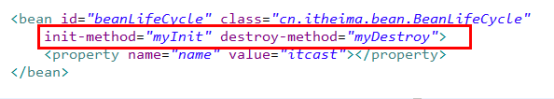 <bean id="beanLifeCycle" class="cn.itheima.bean.BeanLifeCycle"
init-method="myInit" destroy-method="myDestroy">
<property name="name" value="itcast"></property>
</bean>